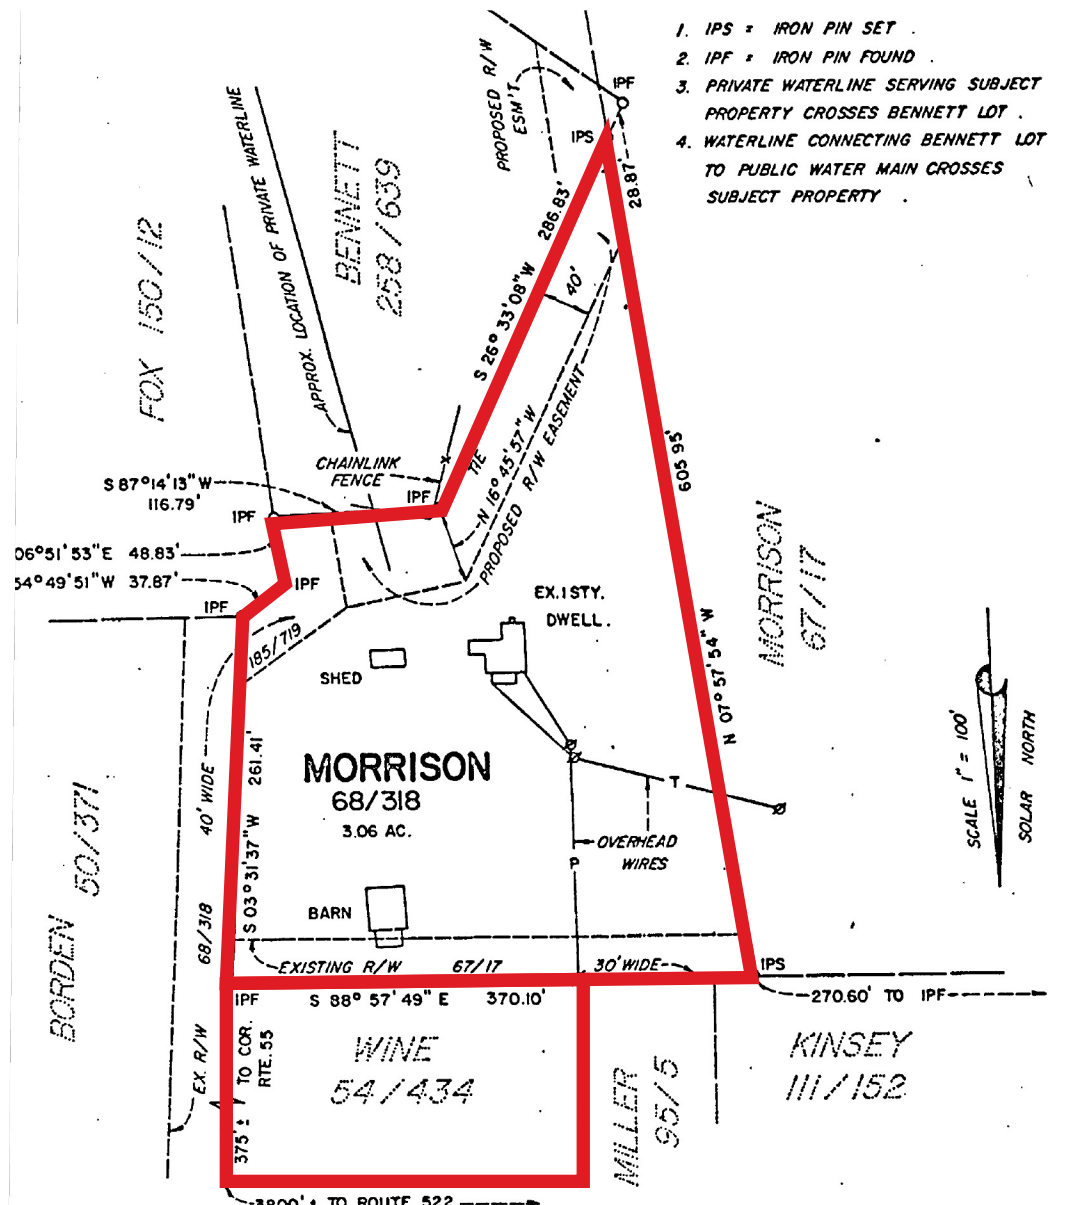 1. IPS = IRON PIN SET .
2. IPF = IRON PIN FOUND .
3. PRIVATE WATERLINE SERVING SUBJECT
PROPERTY CROSSES BENNETT LOT .
4. WATERLINE CONNECTING BENNETT LOT
TO PUBLIC WATER MAIN CROSSES
SUBJECT PROPERTY .
PROPOSED R/W
ESM'T
IPF
IPS
28.87'
286.83'
S 26° 33' 08" W
40'
BENNETT
258/639
APPROX. LOCATION OF PRIVATE WATERLINE
FOX 150/12
CHAINLINK
FENCE
TIE
N 16° 45' 57" W
PROPOSED R/W EASEMENT
605.95'
S 87° 14' 13" W
116.79'
IPF
IPF
06° 51' 53" E 48.83'
54° 49' 51" W 37.87'
IPF
IPF
185/719
EX. 1 STY.
DWELL.
SHED
MORRISON
67/17
N 07° 57' 54" W
MORRISON
68/318
3.06 AC.
261.41'
S 03° 31' 37" W
40' WIDE
68/318
BORDEN 50/371
T
OVERHEAD
WIRES
P
SCALE 1" = 100'
SOLAR NORTH
BARN
EXISTING R/W 67/17 30' WIDE
IPS
IPF
S 88° 57' 49" E 370.10'
270.60' TO IPF
EX. R/W
375' ± TO COR.
RTE. 55
WINE
54/434
MILLER
95/5
KINSEY
111/152
3800' ± TO ROUTE 522